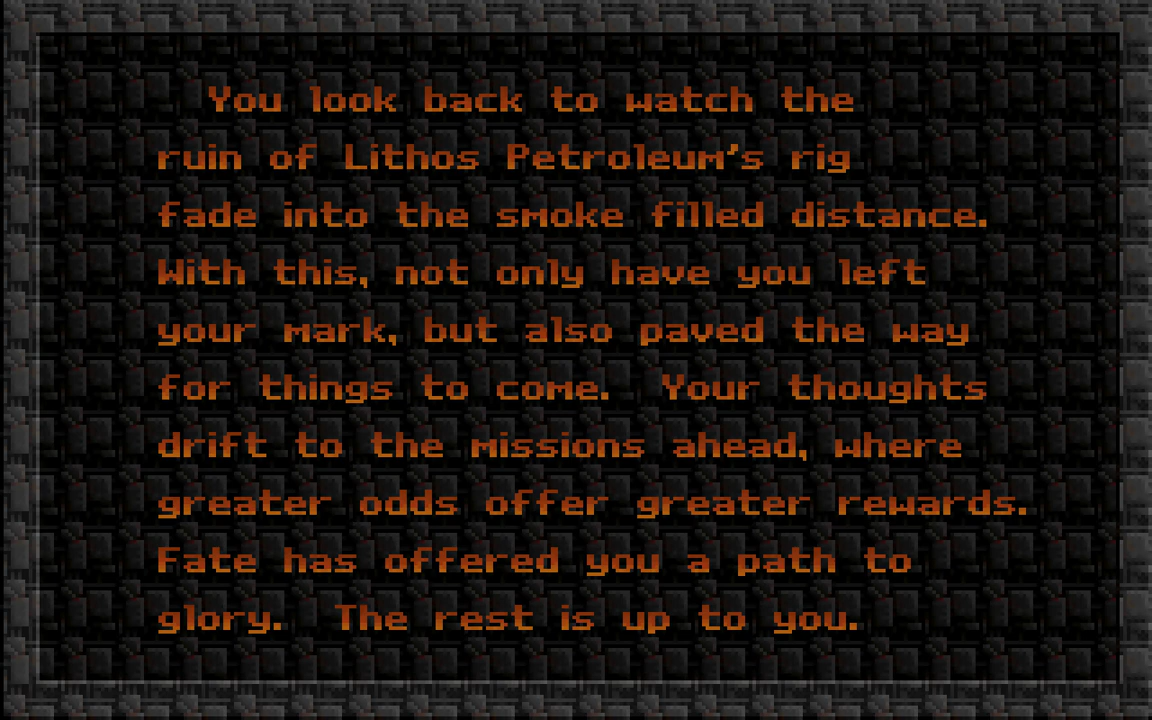 You look back to watch the
ruin of Lithos Petroleum's rig
fade into the smoke filled distance.
With this, not only have you left
your mark, but also paved the way
for things to come.  Your thoughts
drift to the missions ahead, where
greater odds offer greater rewards.
Fate has offered you a path to
glory.  The rest is up to you.